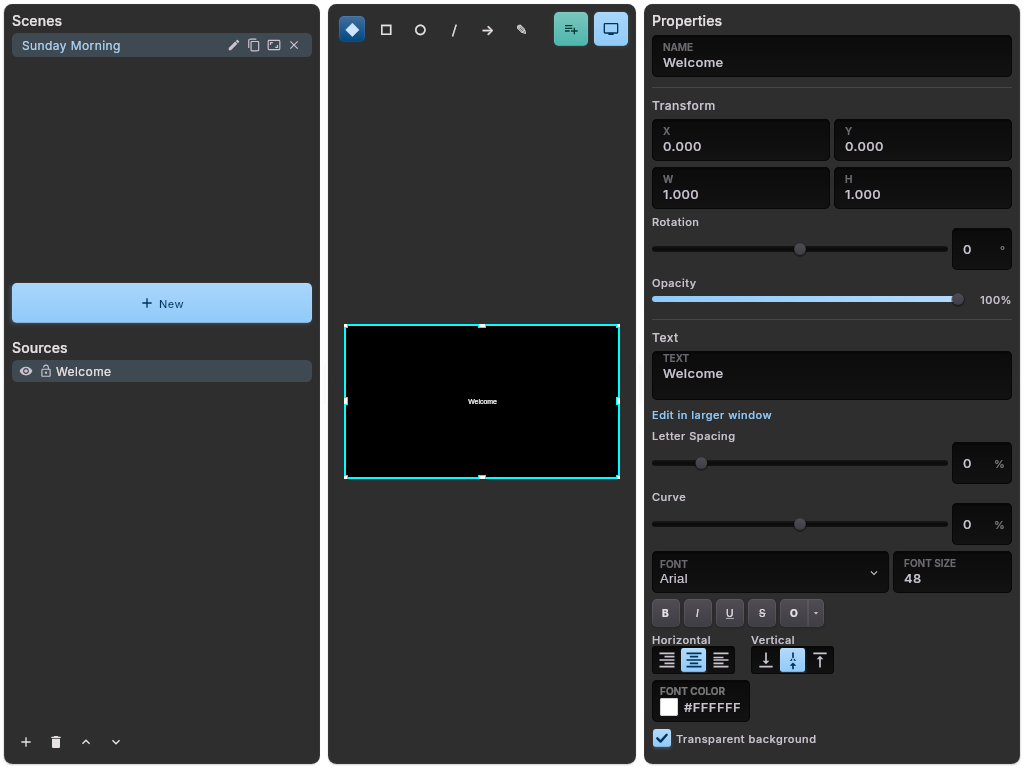 Scenes
Sunday Morning
New
Sources
Welcome
Welcome
Properties
NAME
Welcome
Transform
X
0.000
Y
0.000
W
1.000
H
1.000
Rotation
0 °
Opacity
100%
Text
TEXT
Welcome
Edit in larger window
Letter Spacing
0 %
Curve
0 %
FONT
Arial
FONT SIZE
48
B I U S O
Horizontal
Vertical
FONT COLOR
#FFFFFF
Transparent background